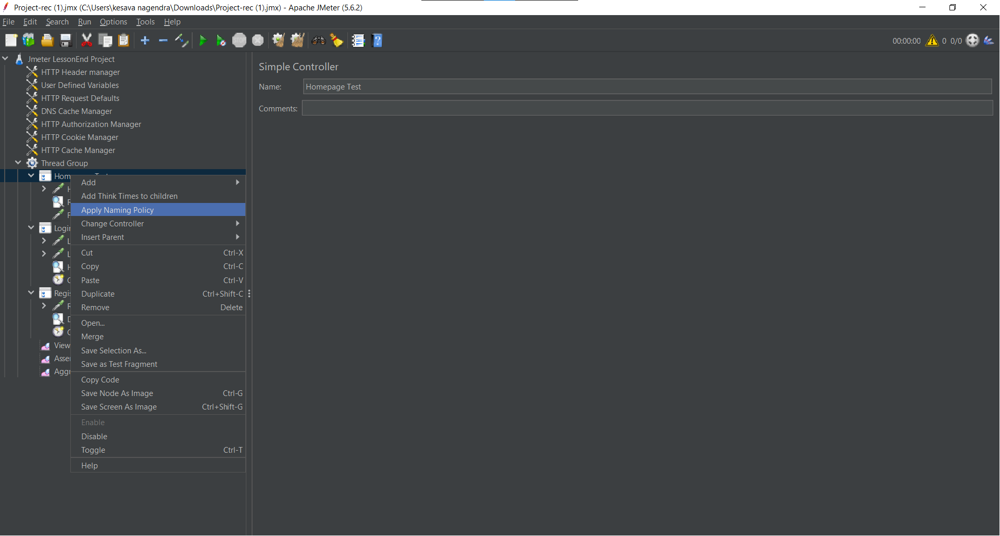 Project-rec (1).jmx (C:\Users\kesava nagendra\Downloads\Project-rec (1).jmx) - Apache JMeter (5.6.2)
File Edit Search Run Options Tools Help
00:00:00 0 0/0
Jmeter LessonEnd Project
HTTP Header manager
User Defined Variables
HTTP Request Defaults
DNS Cache Manager
HTTP Authorization Manager
HTTP Cookie Manager
HTTP Cache Manager
Thread Group
Add
Add Think Times to children
Apply Naming Policy
Change Controller
Insert Parent
Cut Ctrl-X
Copy Ctrl-C
Paste Ctrl-V
Duplicate Ctrl+Shift-C
Remove Delete
Open...
Merge
Save Selection As...
Save as Test Fragment
View
Copy Code
Save Node As Image Ctrl-G
Save Screen As Image Ctrl+Shift-G
Enable
Disable
Toggle Ctrl-T
Help
Simple Controller
Name: Homepage Test
Comments: